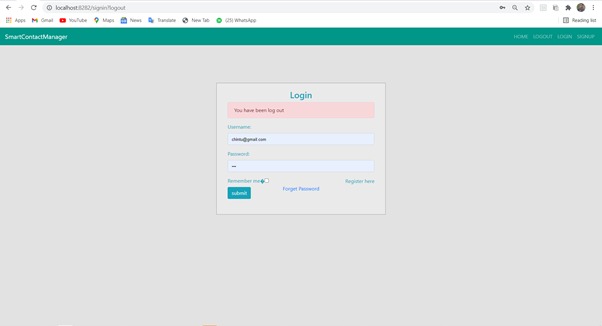 localhost:8282/signin?logout
Apps Gmail YouTube Maps News Translate New Tab (25) WhatsApp Reading list
SmartContactManager HOME LOGOUT LOGIN SIGNUP
Login
You have been log out
Username:
chintu@gmail.com
Password:
•••
Remember me� Register here
Forget Password
submit